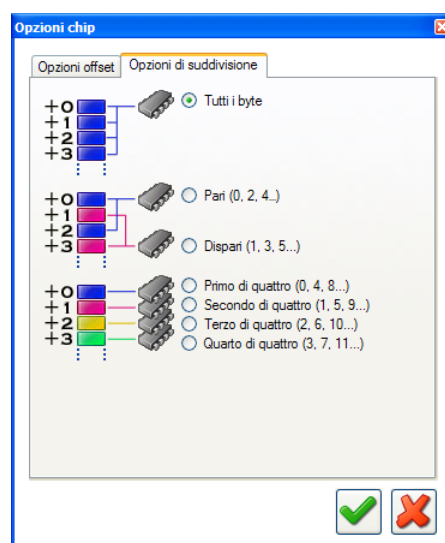 Opzioni chip
Opzioni offset
Opzioni di suddivisione
+0
Tutti i byte
+1
+2
+3
+0
Pari (0, 2, 4..)
+1
+2
+3
Dispari (1, 3, 5...)
+0
Primo di quattro (0, 4, 8...)
+1
Secondo di quattro (1, 5, 9...)
+2
Terzo di quattro (2, 6, 10...)
+3
Quarto di quattro (3, 7, 11...)